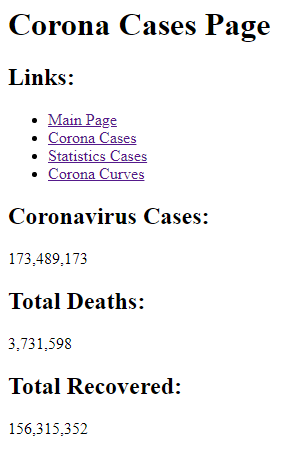 Corona Cases Page
Links:
Main Page
Corona Cases
Statistics Cases
Corona Curves
Coronavirus Cases:
173,489,173
Total Deaths:
3,731,598
Total Recovered:
156,315,352